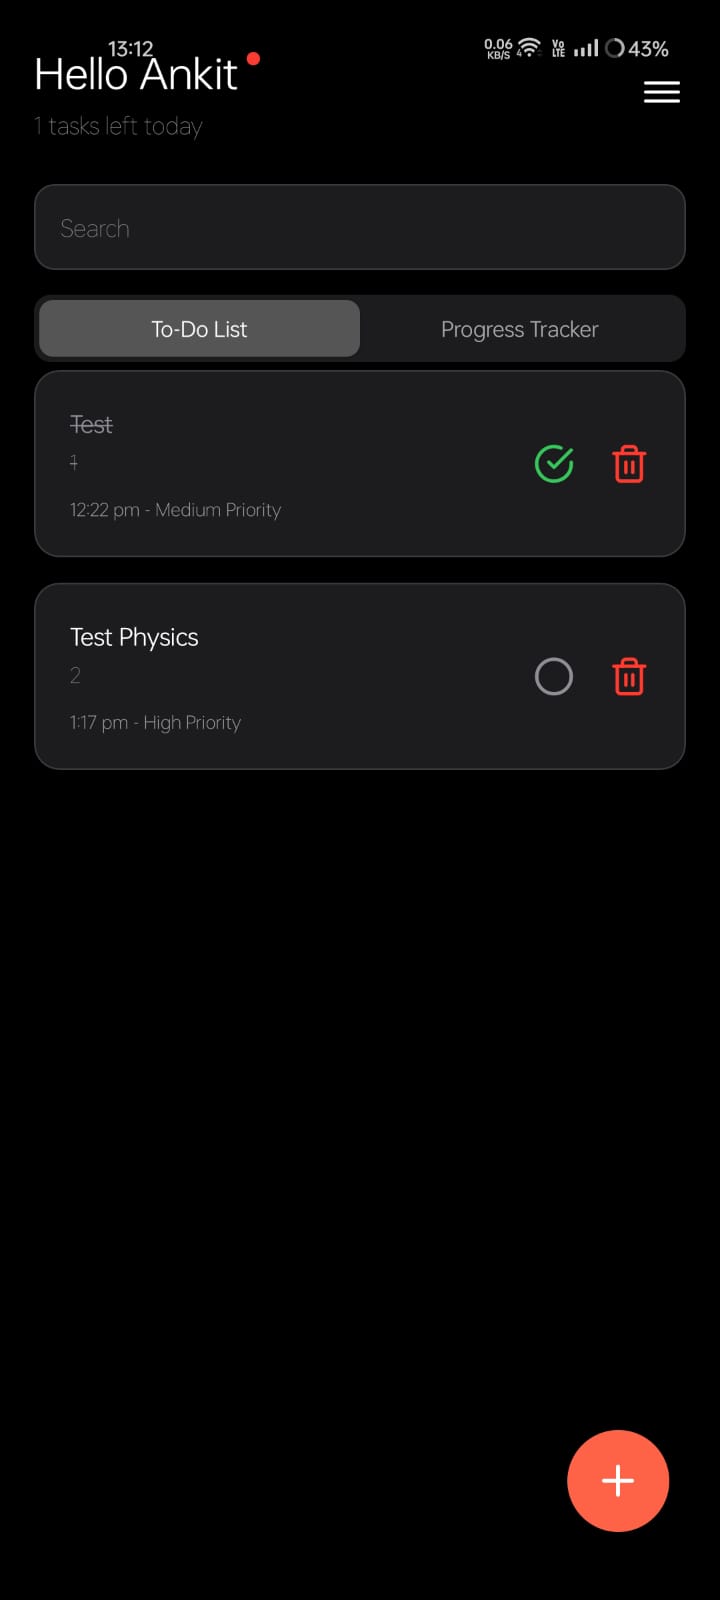 13:12
0.06 KB/S 4 Vo LTE 43%
Hello Ankit
1 tasks left today
Search
To-Do List
Progress Tracker
Test
1
12:22 pm - Medium Priority
Test Physics
2
1:17 pm - High Priority